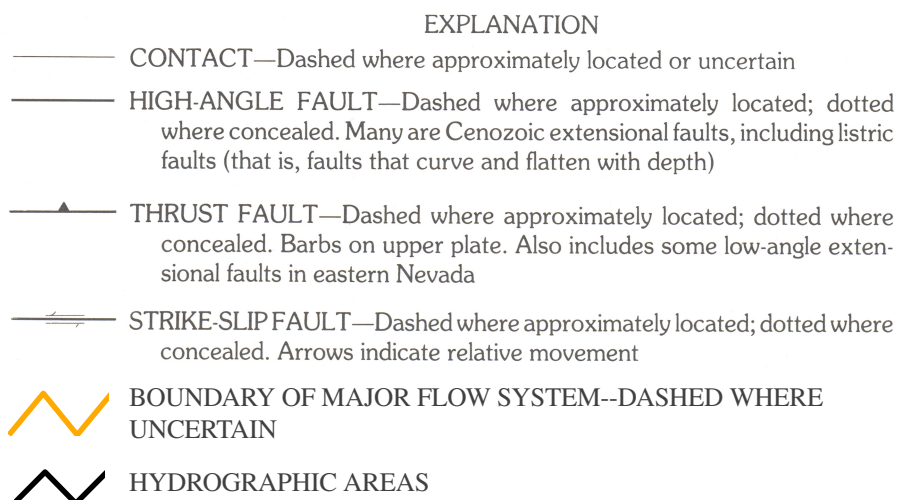 EXPLANATION
CONTACT—Dashed where approximately located or uncertain
HIGH-ANGLE FAULT—Dashed where approximately located; dotted
where concealed. Many are Cenozoic extensional faults, including listric
faults (that is, faults that curve and flatten with depth)
THRUST FAULT—Dashed where approximately located; dotted where
concealed. Barbs on upper plate. Also includes some low-angle exten-
sional faults in eastern Nevada
STRIKE-SLIP FAULT—Dashed where approximately located; dotted where
concealed. Arrows indicate relative movement
BOUNDARY OF MAJOR FLOW SYSTEM--DASHED WHERE
UNCERTAIN
HYDROGRAPHIC AREAS